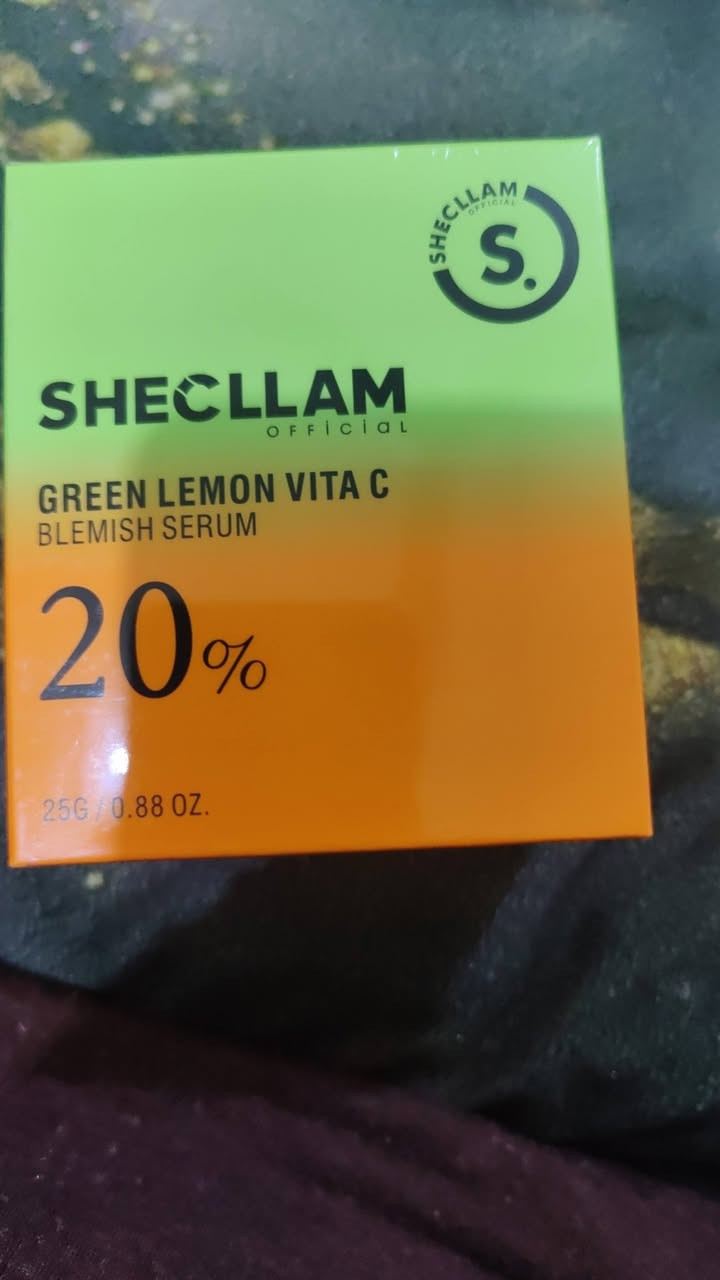 SHECLLAM
OFFICIAL
S.
SHECLLAM
OFFiCiaL
GREEN LEMON VITA C
BLEMISH SERUM
20%
25G / 0.88 OZ.